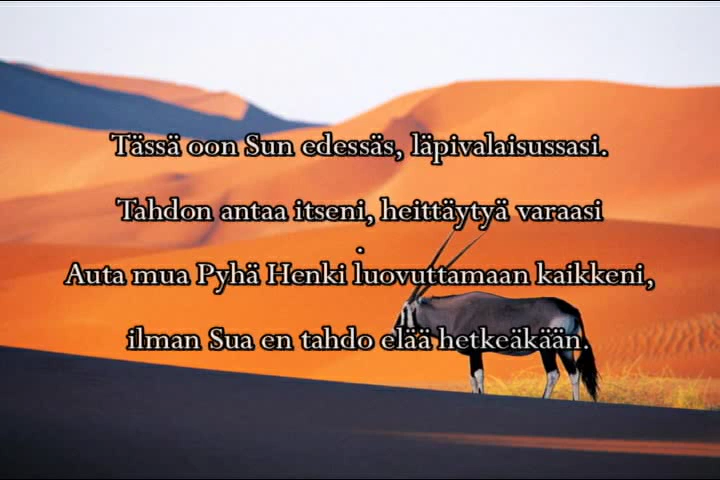 Tässä oon Sun edessäs, läpivalaisussasi.
Tahdon antaa itseni, heittäytyä varaasi
.
Auta mua Pyhä Henki luovuttamaan kaikkeni,
ilman Sua en tahdo elää hetkeäkään.